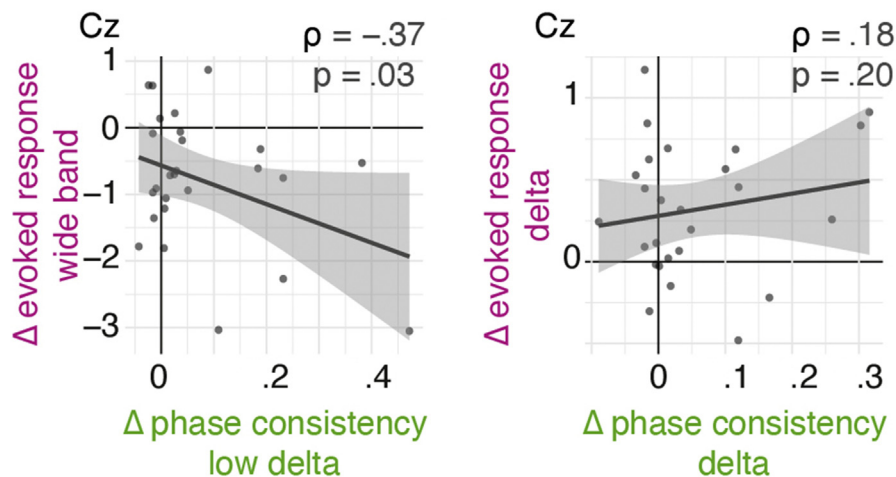 Cz
ρ = –.37
p = .03
Δ evoked response
wide band
1
0
–1
–2
–3
0
.2
.4
Δ phase consistency
low delta
Cz
ρ = .18
p = .20
Δ evoked response
delta
1
0
0
.1
.2
.3
Δ phase consistency
delta